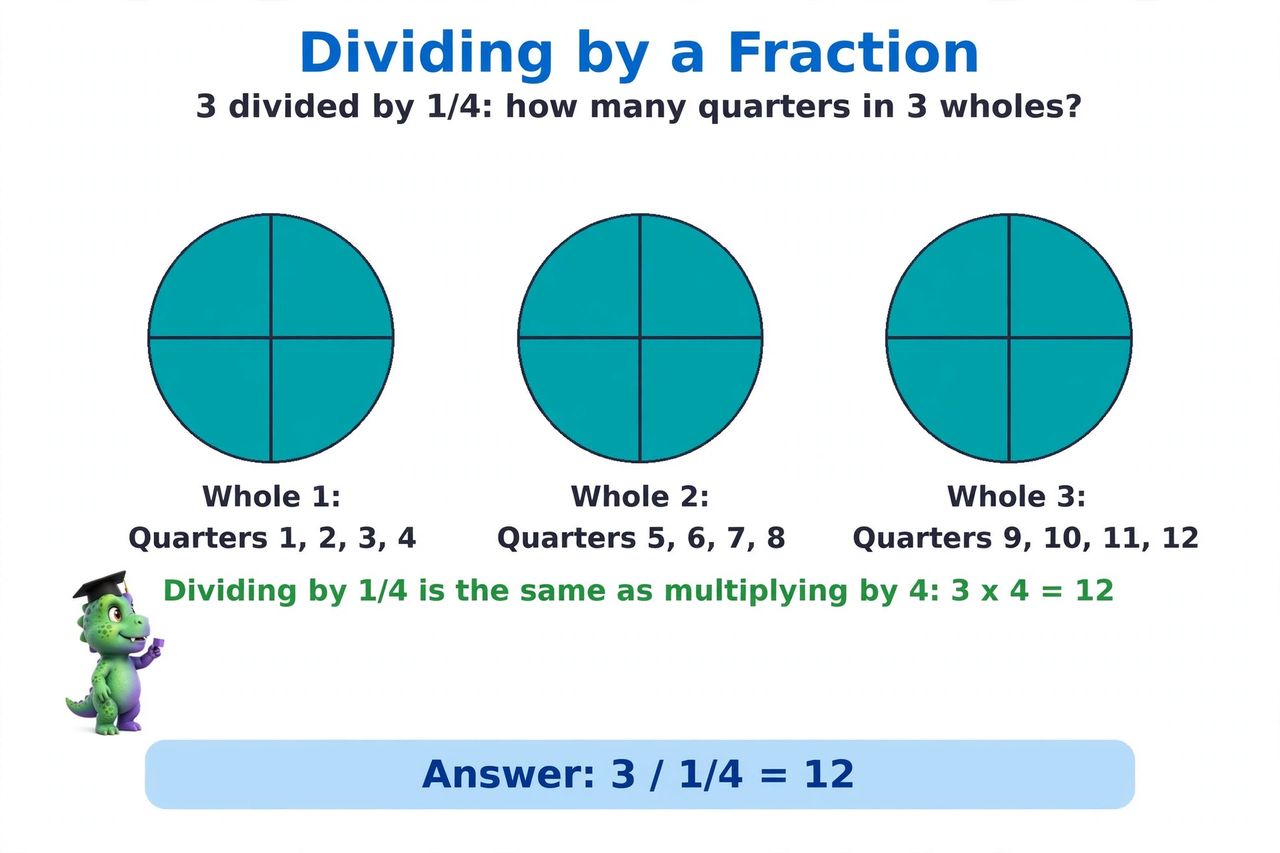 Dividing by a Fraction
3 divided by 1/4: how many quarters in 3 wholes?
Whole 1:
Quarters 1, 2, 3, 4
Whole 2:
Quarters 5, 6, 7, 8
Whole 3:
Quarters 9, 10, 11, 12
Dividing by 1/4 is the same as multiplying by 4: 3 x 4 = 12
Answer: 3 / 1/4 = 12